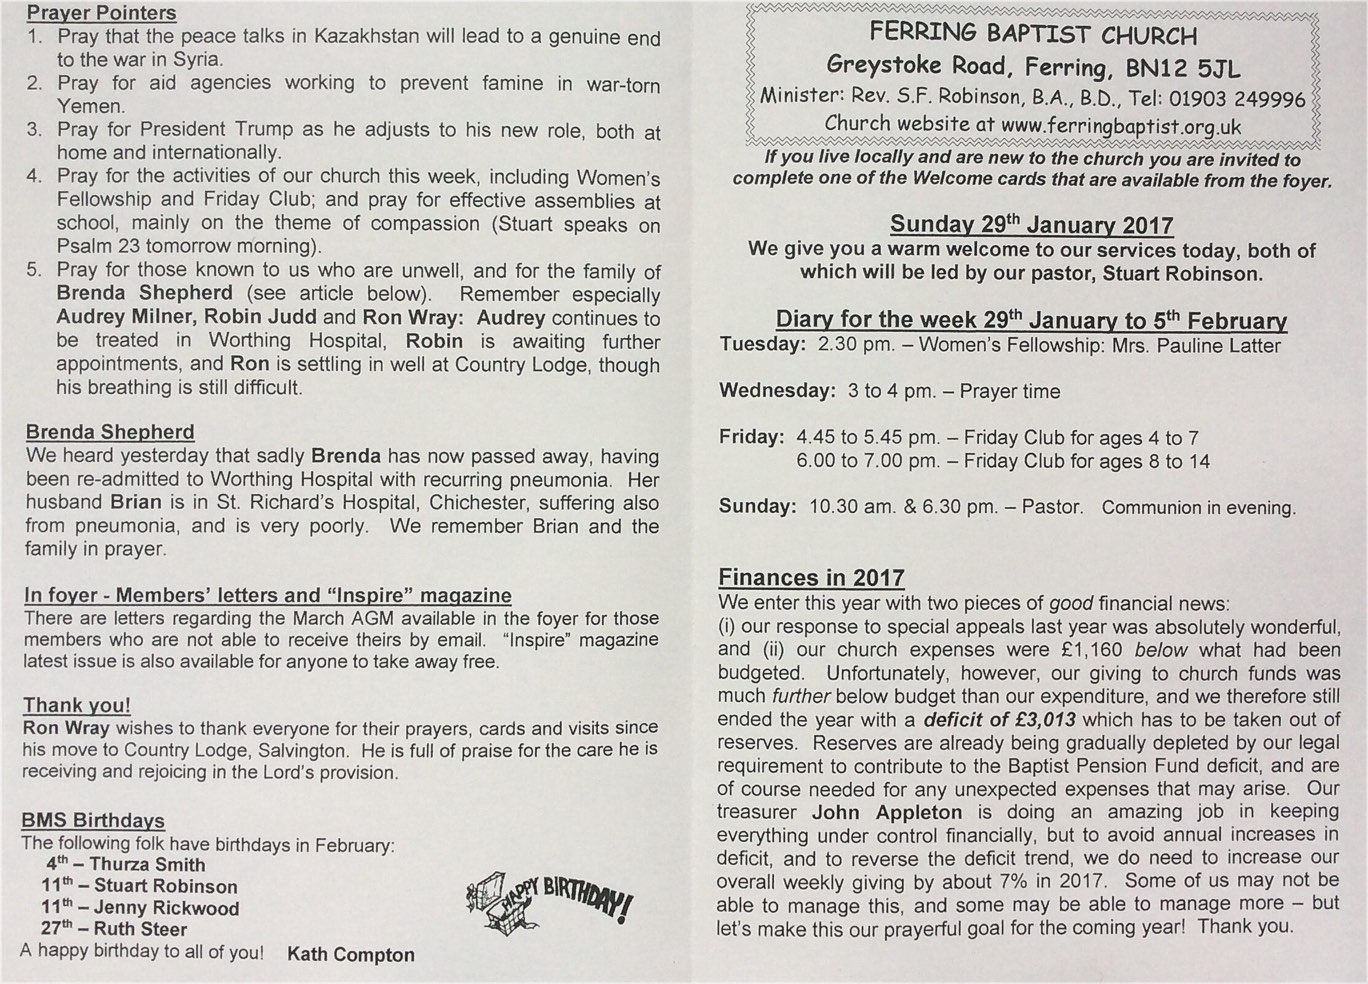 Prayer Pointers
1. Pray that the peace talks in Kazakhstan will lead to a genuine end
to the war in Syria.
2. Pray for aid agencies working to prevent famine in war-torn
Yemen.
3. Pray for President Trump as he adjusts to his new role, both at
home and internationally.
4. Pray for the activities of our church this week, including Women's
Fellowship and Friday Club; and pray for effective assemblies at
school, mainly on the theme of compassion (Stuart speaks on
Psalm 23 tomorrow morning).
5. Pray for those known to us who are unwell, and for the family of
Brenda Shepherd (see article below). Remember especially
Audrey Milner, Robin Judd and Ron Wray: Audrey continues to
be treated in Worthing Hospital, Robin is awaiting further
appointments, and Ron is settling in well at Country Lodge, though
his breathing is still difficult.
Brenda Shepherd
We heard yesterday that sadly Brenda has now passed away, having
been re-admitted to Worthing Hospital with recurring pneumonia. Her
husband Brian is in St. Richard's Hospital, Chichester, suffering also
from pneumonia, and is very poorly. We remember Brian and the
family in prayer.
In foyer - Members' letters and “Inspire” magazine
There are letters regarding the March AGM available in the foyer for those
members who are not able to receive theirs by email. “Inspire” magazine
latest issue is also available for anyone to take away free.
Thank you!
Ron Wray wishes to thank everyone for their prayers, cards and visits since
his move to Country Lodge, Salvington. He is full of praise for the care he is
receiving and rejoicing in the Lord's provision.
BMS Birthdays
The following folk have birthdays in February:
4th – Thurza Smith
11th – Stuart Robinson
11th – Jenny Rickwood
27th – Ruth Steer
A happy birthday to all of you! Kath Compton
HAPPY BIRTHDAY!
FERRING BAPTIST CHURCH
Greystoke Road, Ferring, BN12 5JL
Minister: Rev. S.F. Robinson, B.A., B.D., Tel: 01903 249996
Church website at www.ferringbaptist.org.uk
If you live locally and are new to the church you are invited to
complete one of the Welcome cards that are available from the foyer.
Sunday 29th January 2017
We give you a warm welcome to our services today, both of
which will be led by our pastor, Stuart Robinson.
Diary for the week 29th January to 5th February
Tuesday: 2.30 pm. – Women's Fellowship: Mrs. Pauline Latter
Wednesday: 3 to 4 pm. – Prayer time
Friday: 4.45 to 5.45 pm. – Friday Club for ages 4 to 7
6.00 to 7.00 pm. – Friday Club for ages 8 to 14
Sunday: 10.30 am. & 6.30 pm. – Pastor. Communion in evening.
Finances in 2017
We enter this year with two pieces of good financial news:
(i) our response to special appeals last year was absolutely wonderful,
and (ii) our church expenses were £1,160 below what had been
budgeted. Unfortunately, however, our giving to church funds was
much further below budget than our expenditure, and we therefore still
ended the year with a deficit of £3,013 which has to be taken out of
reserves. Reserves are already being gradually depleted by our legal
requirement to contribute to the Baptist Pension Fund deficit, and are
of course needed for any unexpected expenses that may arise. Our
treasurer John Appleton is doing an amazing job in keeping
everything under control financially, but to avoid annual increases in
deficit, and to reverse the deficit trend, we do need to increase our
overall weekly giving by about 7% in 2017. Some of us may not be
able to manage this, and some may be able to manage more – but
let's make this our prayerful goal for the coming year! Thank you.